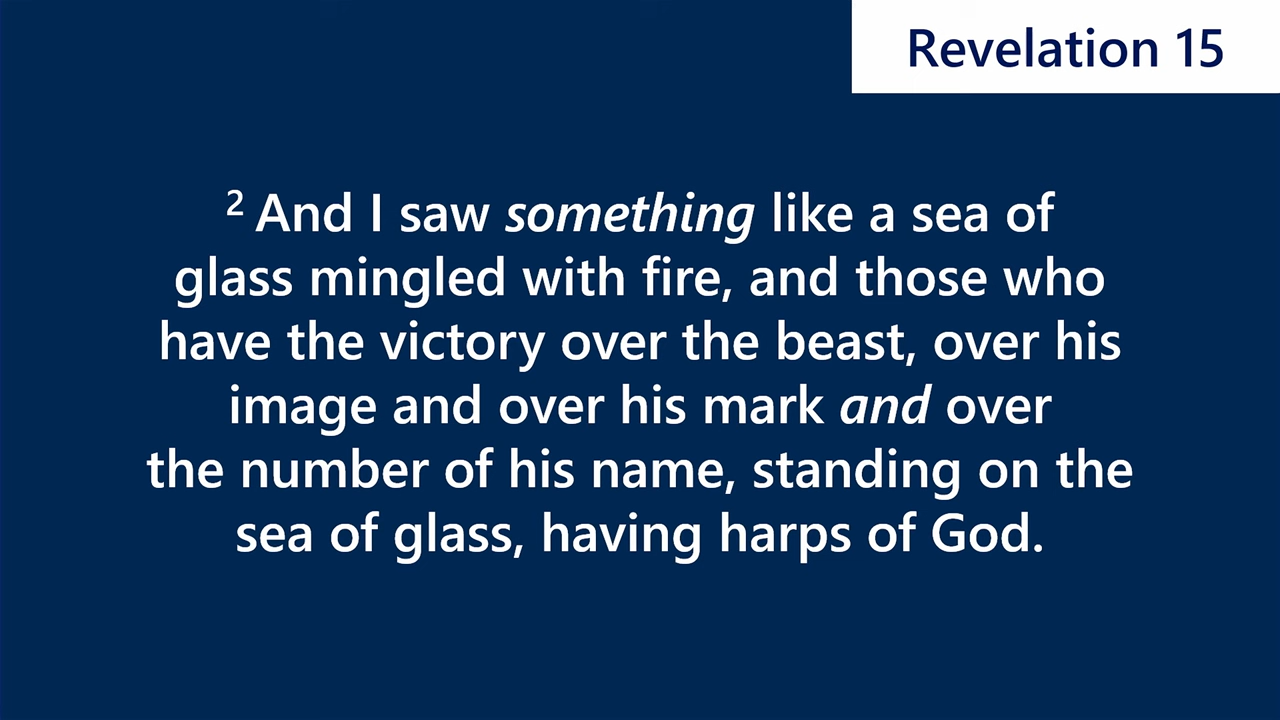 Revelation 15
² And I saw something like a sea of
glass mingled with fire, and those who
have the victory over the beast, over his
image and over his mark and over
the number of his name, standing on the
sea of glass, having harps of God.